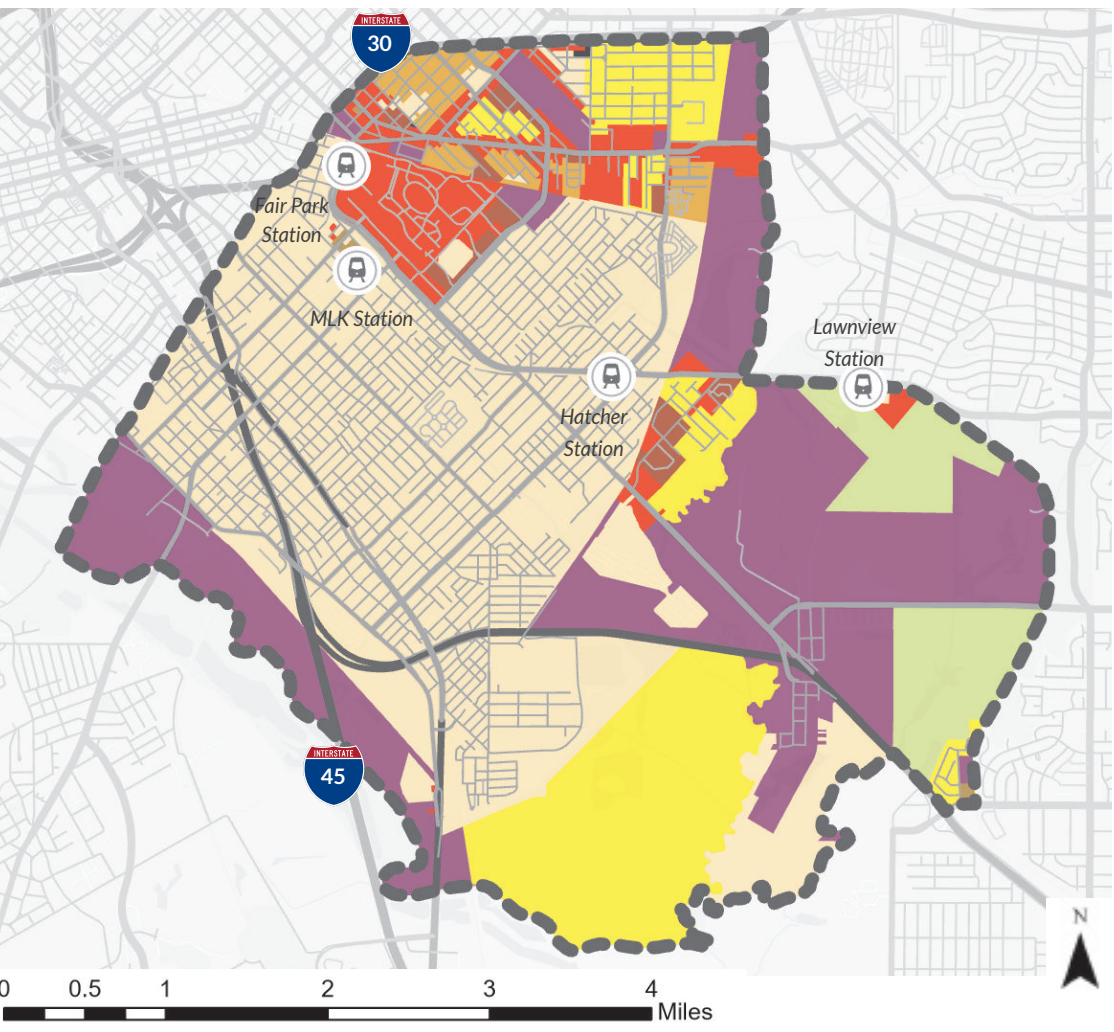 INTERSTATE
30
Fair Park
Station
MLK Station
Lawnview
Station
Hatcher
Station
INTERSTATE
45
N
0 0.5 1 2 3 4
Miles